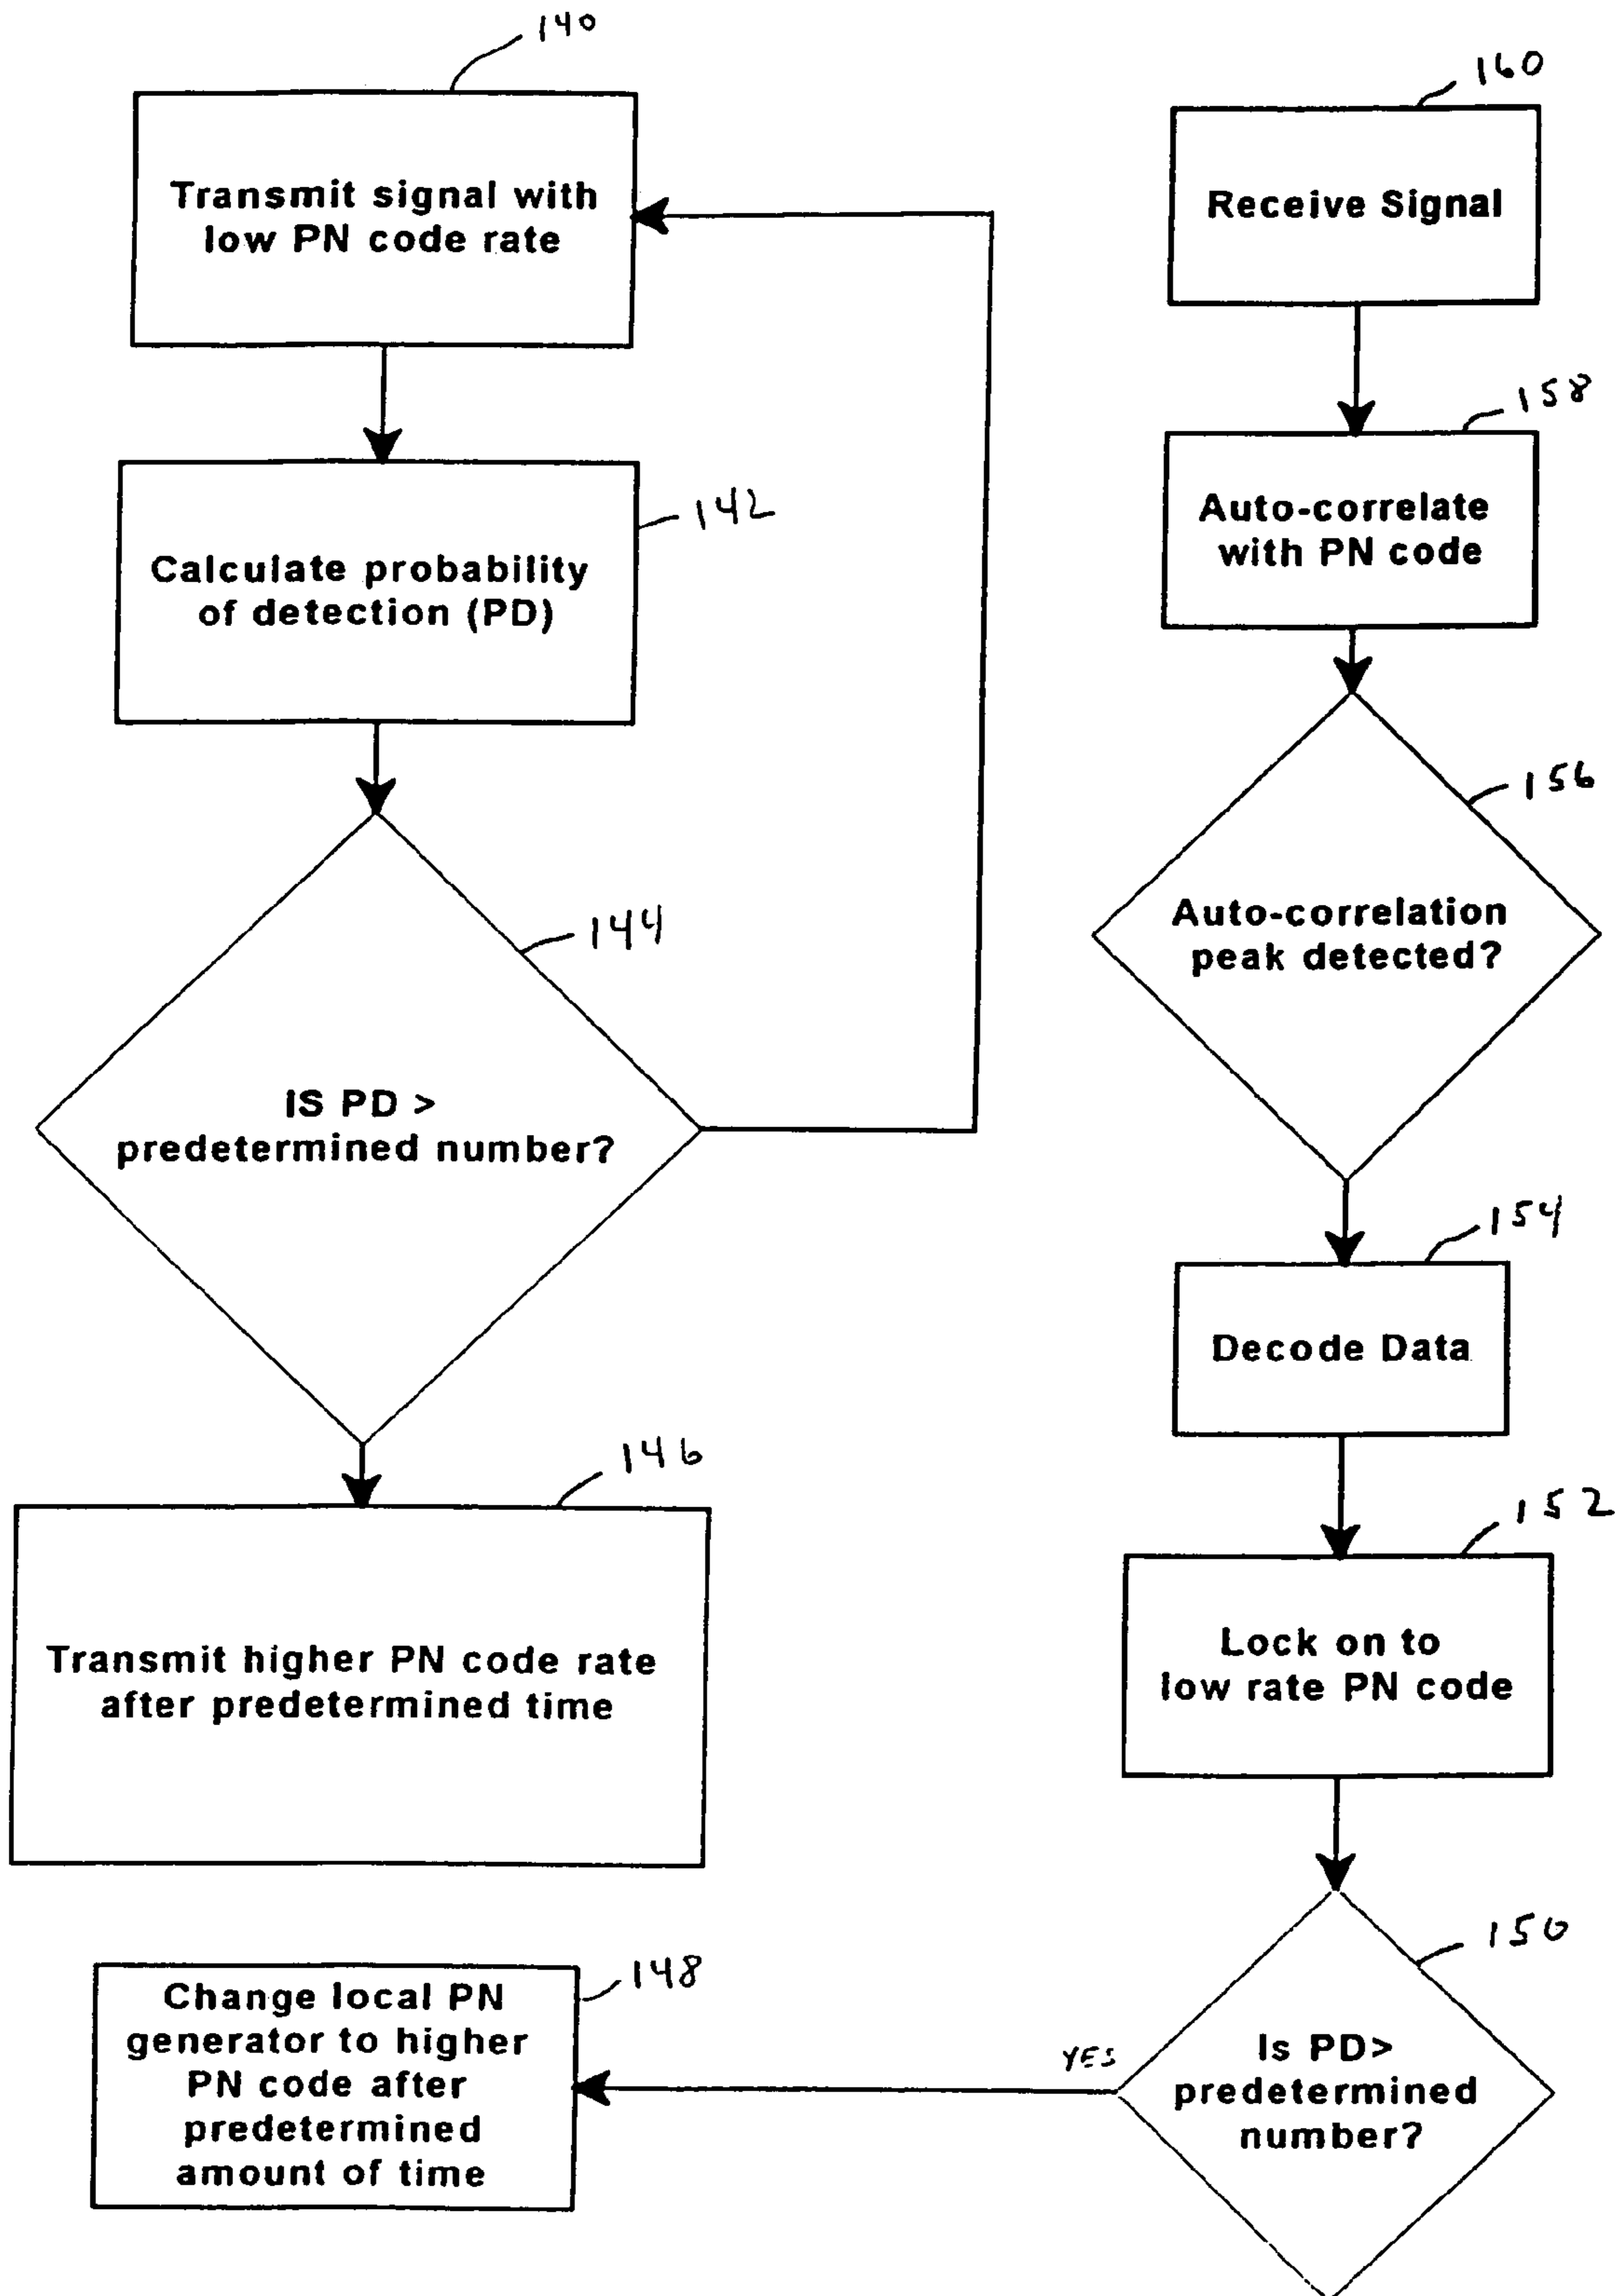 140
Transmit signal with
low PN code rate
142
Calculate probability
of detection (PD)
144
IS PD >
predetermined number?
146
Transmit higher PN code rate
after predetermined time
148
Change local PN
generator to higher
PN code after
predetermined
amount of time
160
Receive Signal
158
Auto-correlate
with PN code
156
Auto-correlation
peak detected?
154
Decode Data
152
Lock on to
low rate PN code
150
YES
Is PD>
predetermined
number?